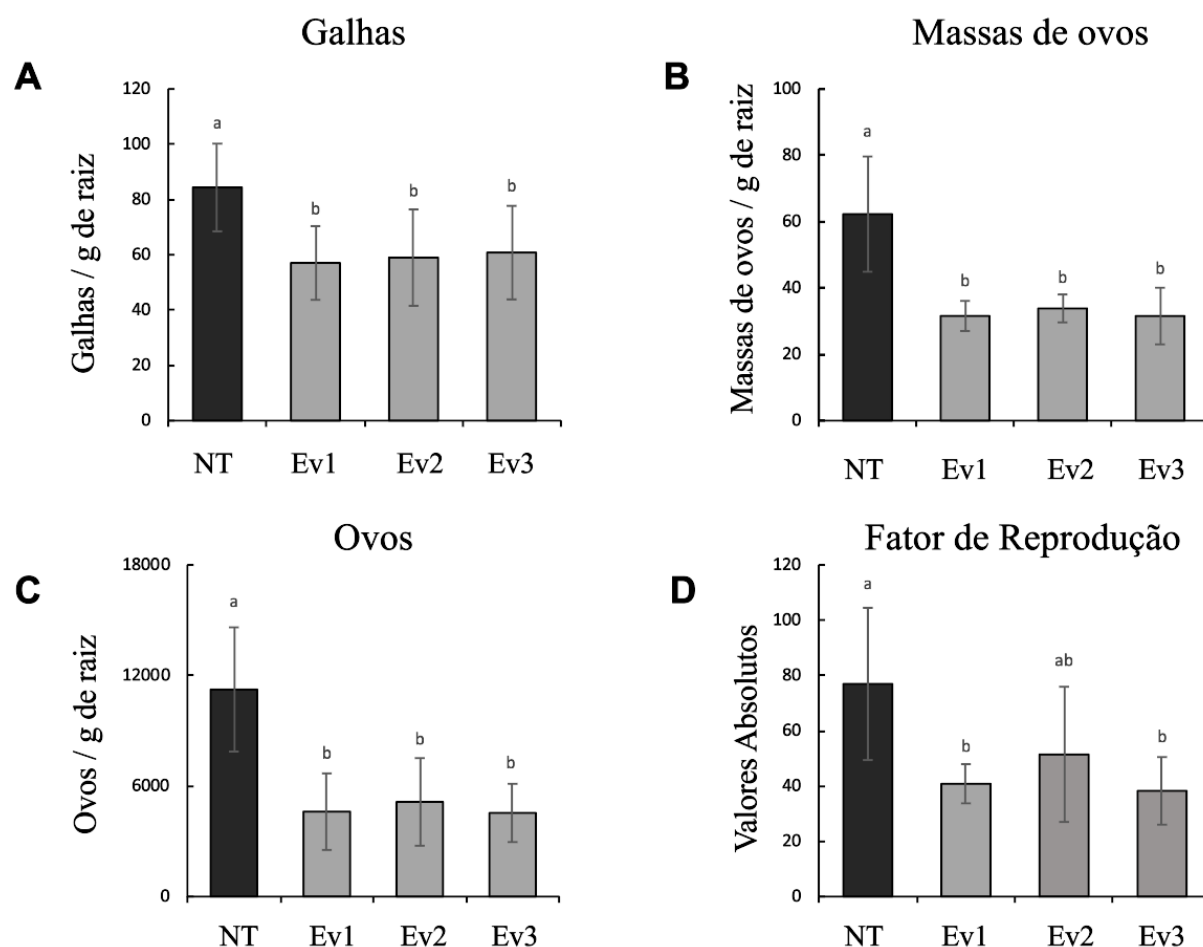 Galhas
A
Galhas / g de raiz
120
100
80
60
40
20
0
a
b
b
b
NT Ev1 Ev2 Ev3
Massas de ovos
B
Massas de ovos / g de raiz
100
80
60
40
20
0
a
b
b
b
NT Ev1 Ev2 Ev3
Ovos
C
Ovos / g de raiz
18000
12000
6000
0
a
b
b
b
NT Ev1 Ev2 Ev3
Fator de Reprodução
D
Valores Absolutos
120
100
80
60
40
20
0
a
b
ab
b
NT Ev1 Ev2 Ev3